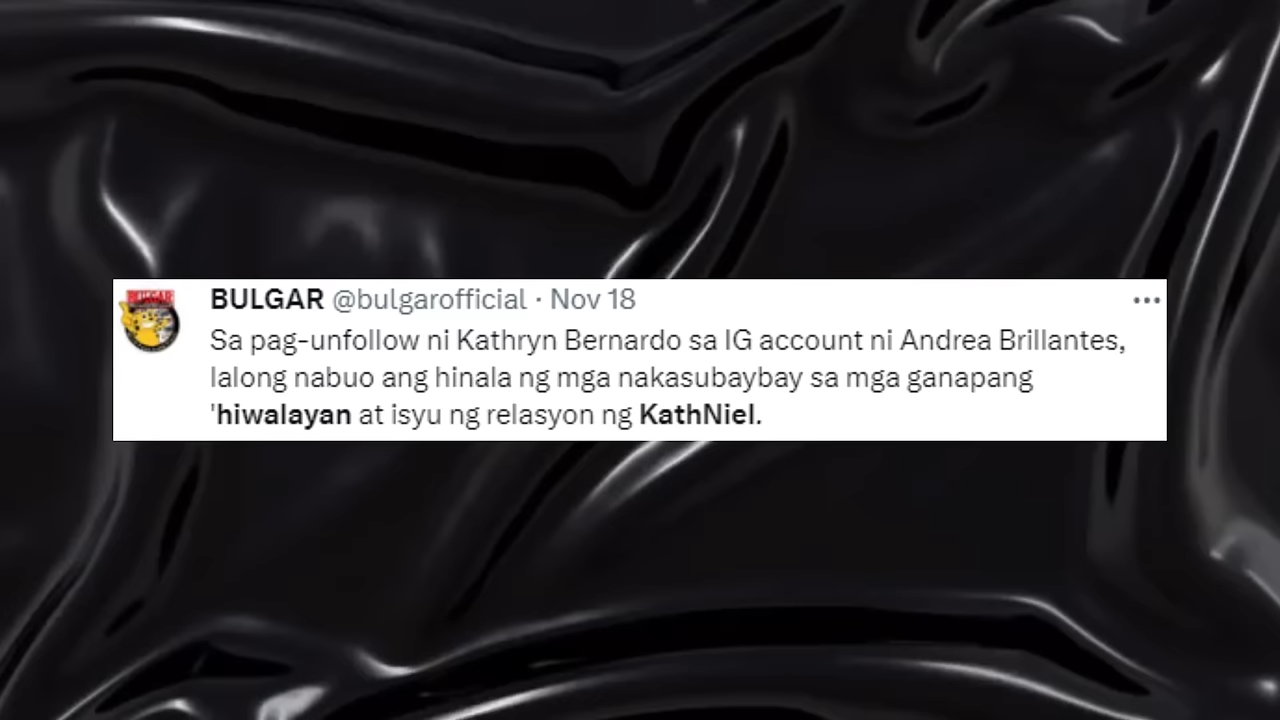 BULGAR @bulgarofficial · Nov 18
Sa pag-unfollow ni Kathryn Bernardo sa IG account ni Andrea Brillantes,
lalong nabuo ang hinala ng mga nakasubaybay sa mga ganapang
'hiwalayan at isyu ng relasyon ng KathNiel.
BULGAR